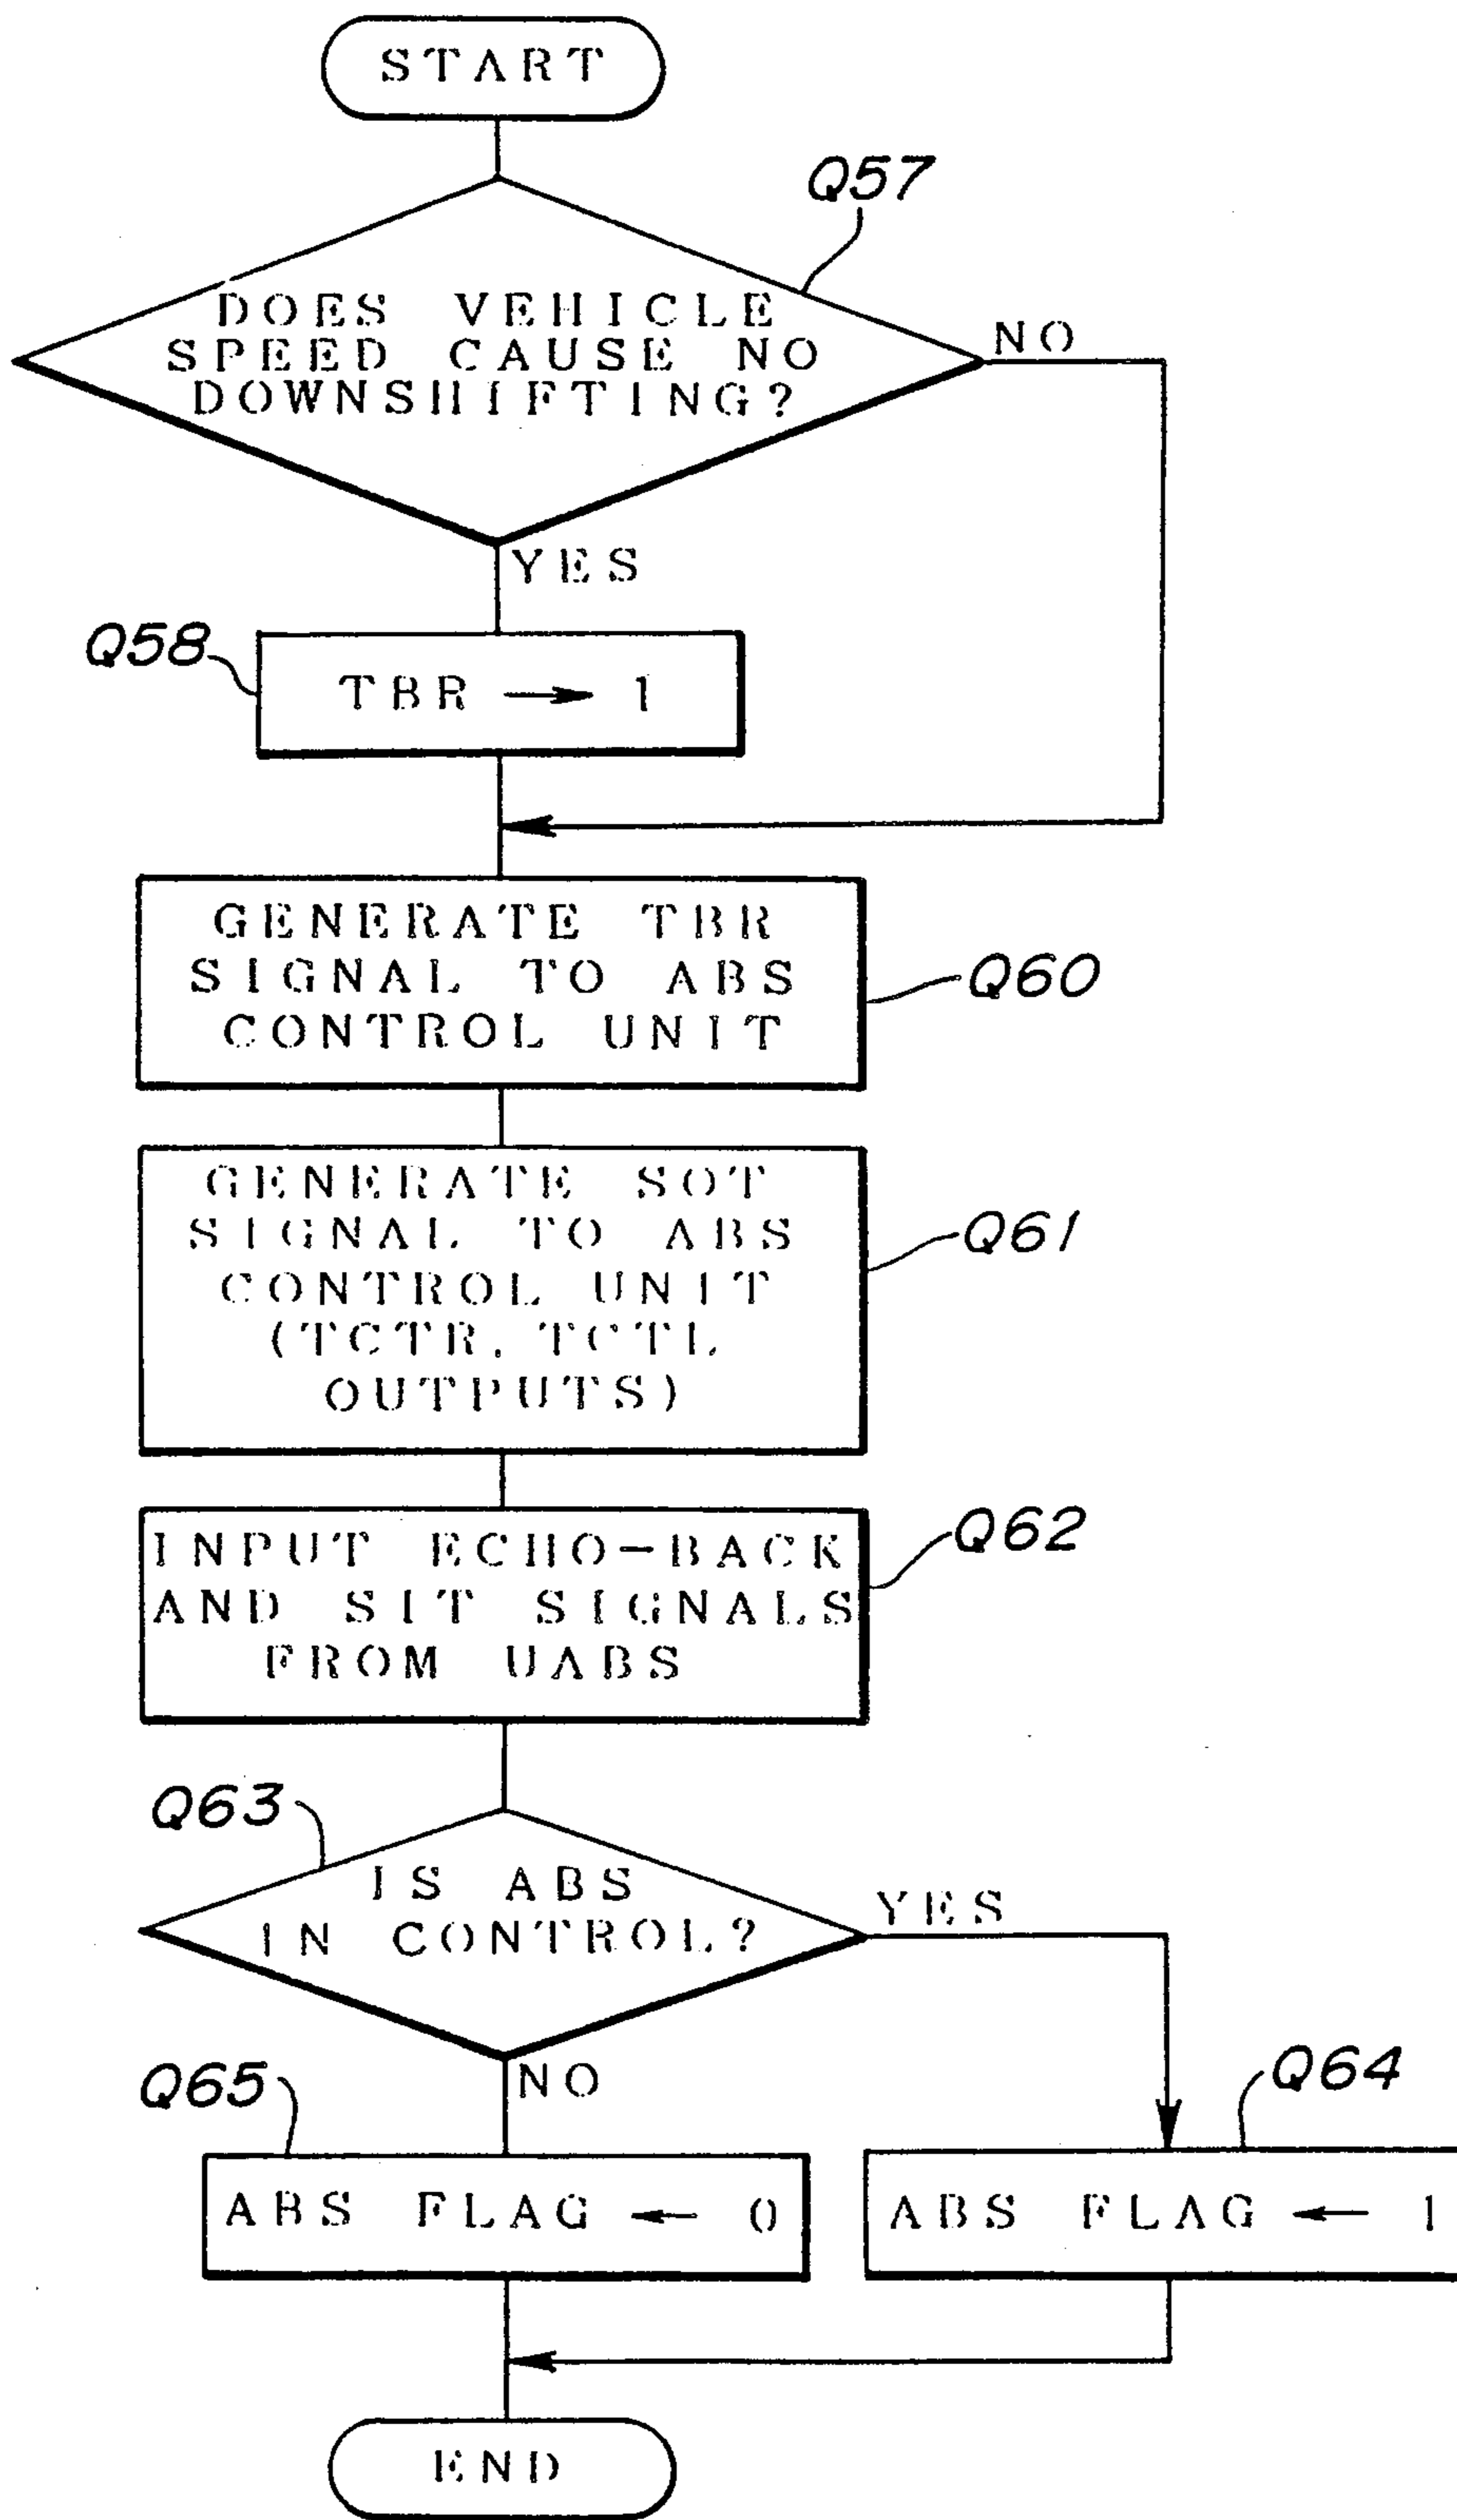 START
Q57
DOES VEHICLE
SPEED CAUSE NO
DOWNSHIFTING?
NO
YES
Q58
TBR → 1
GENERATE TBR
SIGNAL TO ABS
CONTROL UNIT
Q60
GENERATE SOT
SIGNAL TO ABS
CONTROL UNIT
(TCTR, TCTL
OUTPUTS)
Q61
INPUT ECHO-BACK
AND SIT SIGNALS
FROM UABS
Q62
Q63
IS ABS
IN CONTROL?
YES
NO
Q65
Q64
ABS FLAG ← 0
ABS FLAG ← 1
END